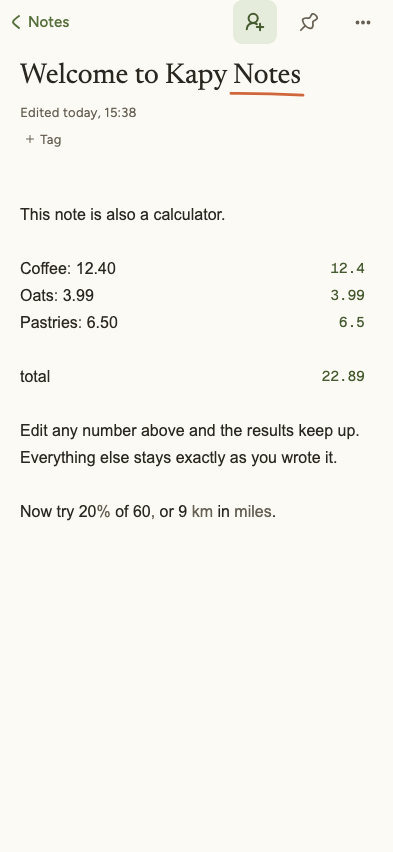 Notes
Welcome to Kapy Notes
Edited today, 15:38
+ Tag
This note is also a calculator.
Coffee: 12.40 12.4
Oats: 3.99 3.99
Pastries: 6.50 6.5
total 22.89
Edit any number above and the results keep up.
Everything else stays exactly as you wrote it.
Now try 20% of 60, or 9 km in miles.